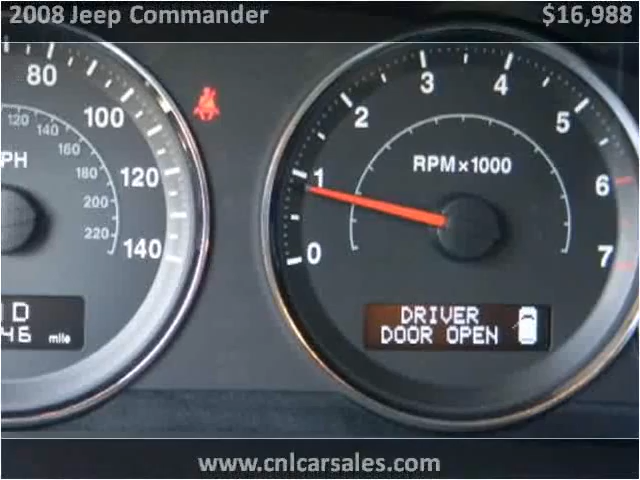 2008 Jeep Commander $16,988
80
100
120
140
120
140
160
180
200
220
PH
D
46 mile
0
1
2
3
4
5
6
7
RPM x 1000
DRIVER
DOOR OPEN
www.cnlcarsales.com